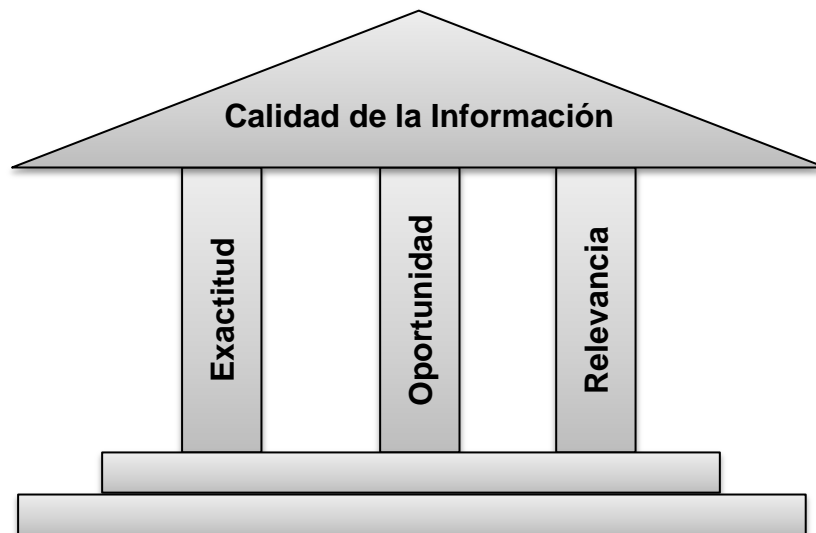 Calidad de la Información
Exactitud
Oportunidad
Relevancia